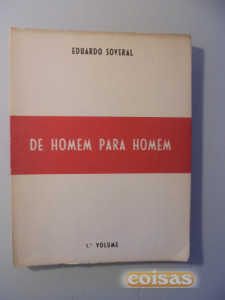 EDUARDO SOVERAL
DE HOMEM PARA HOMEM
1.º VOLUME
coisas